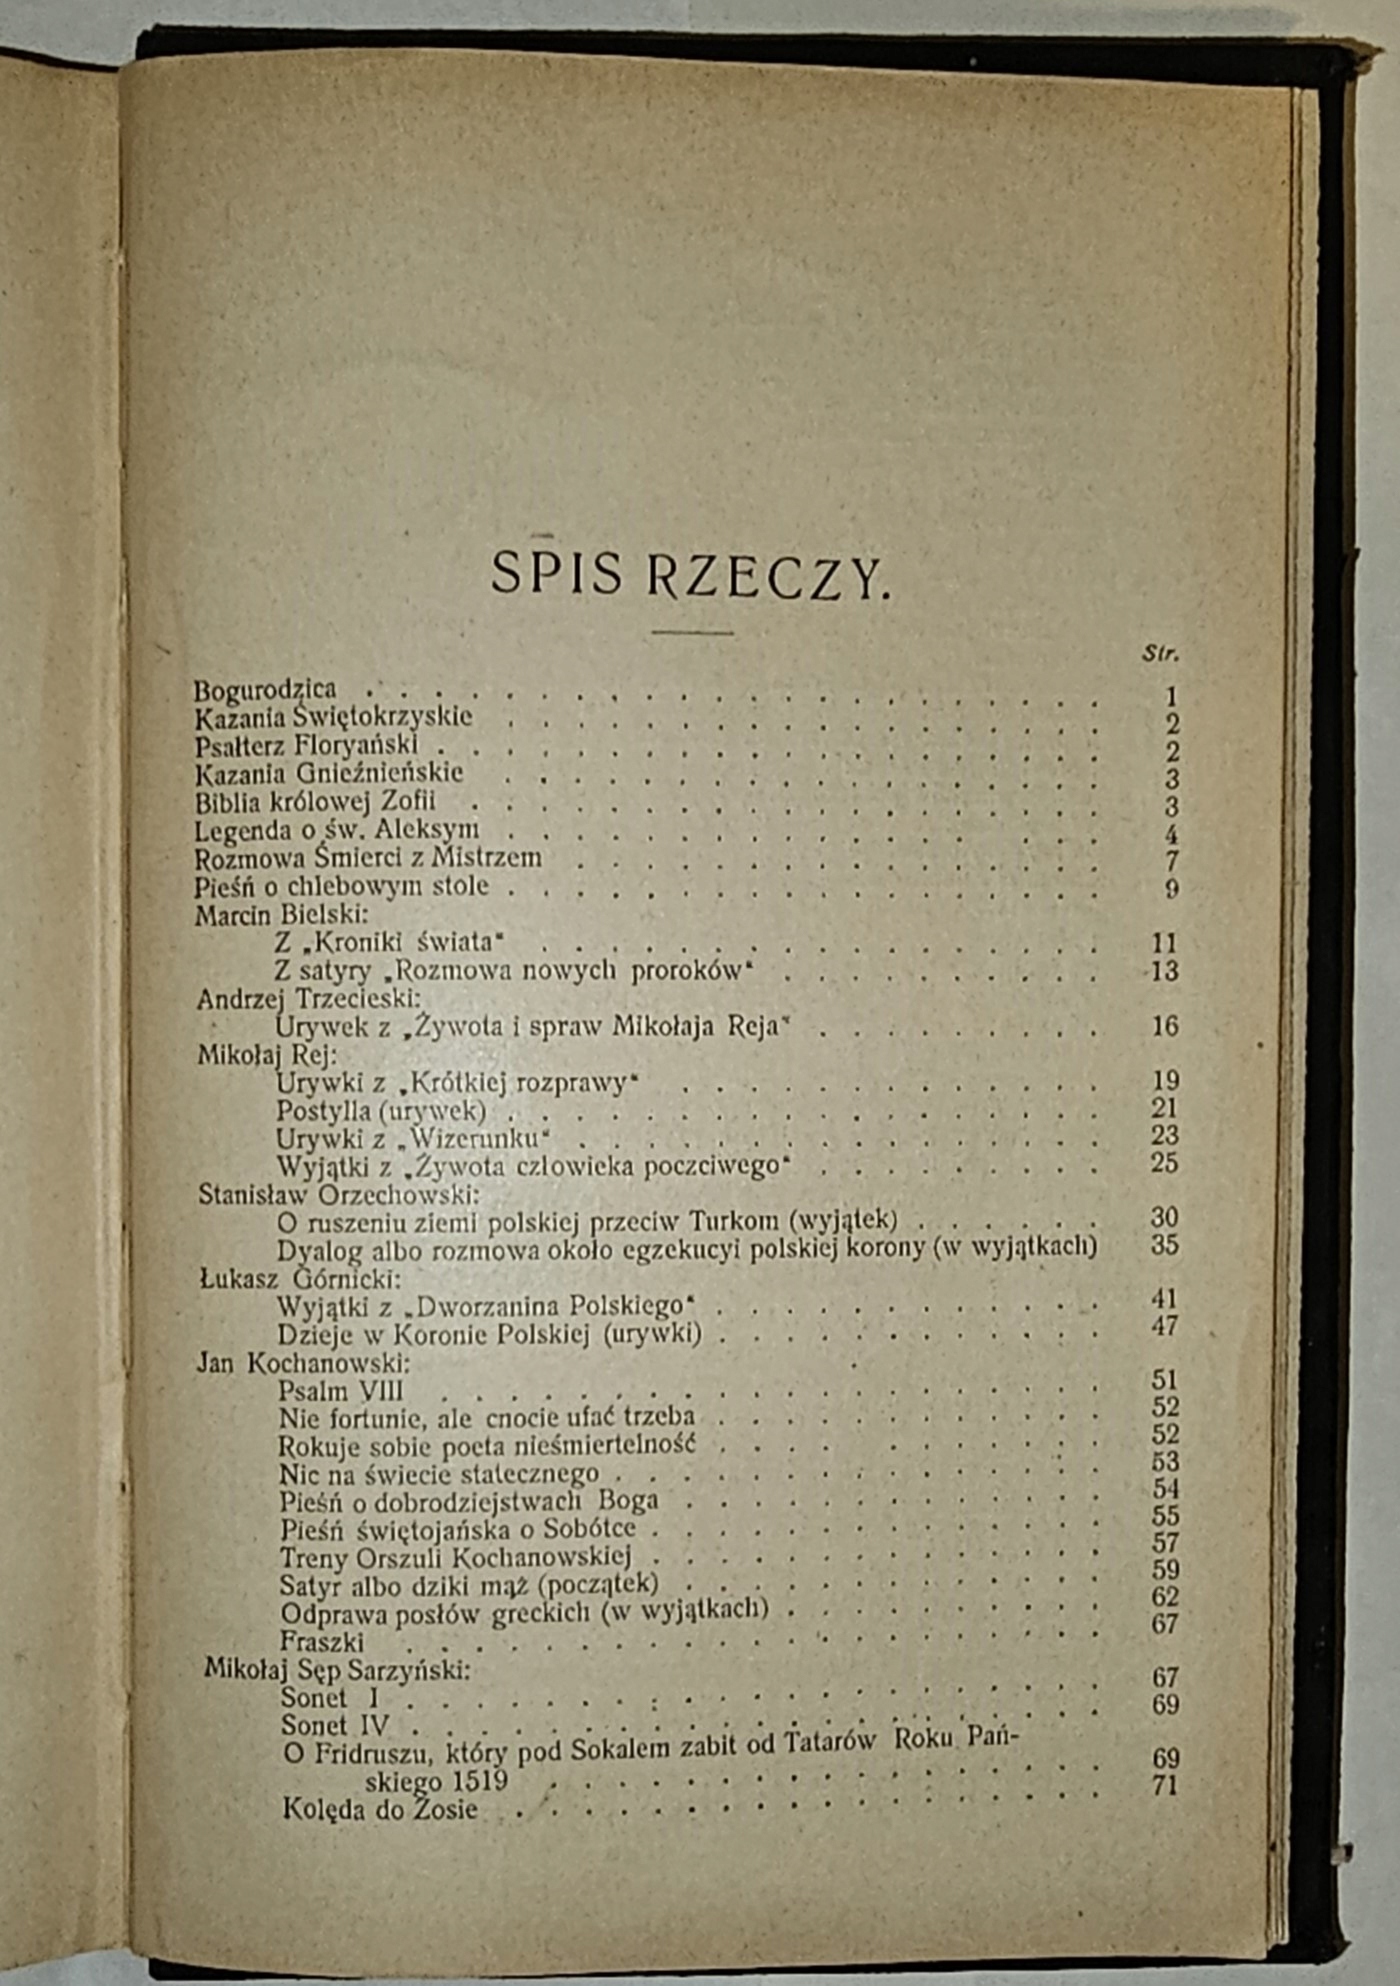 SPIS RZECZY.
Str.
Bogurodzica . . . . . . . . . . . . . . . . . . . . . . 1
Kazania Świętokrzyskie . . . . . . . . . . . . . . . . . . 2
Psałterz Floryański . . . . . . . . . . . . . . . . . . . . 2
Kazania Gnieźnieńskie . . . . . . . . . . . . . . . . . . 3
Biblia królowej Zofii . . . . . . . . . . . . . . . . . . . 3
Legenda o św. Aleksym . . . . . . . . . . . . . . . . . 4
Rozmowa Śmierci z Mistrzem . . . . . . . . . . . . . . . . 7
Pieśń o chlebowym stole . . . . . . . . . . . . . . . . . . 9
Marcin Bielski:
Z „Kroniki świata“ . . . . . . . . . . . . . . . . . 11
Z satyry „Rozmowa nowych proroków“ . . . . . . . . . . 13
Andrzej Trzecieski:
Urywek z „Żywota i spraw Mikołaja Reja“ . . . . . . . . . 16
Mikołaj Rej:
Urywki z „Krótkiej rozprawy“ . . . . . . . . . . . . . 19
Postylla (urywek) . . . . . . . . . . . . . . . . . . 21
Urywki z „Wizerunku“ . . . . . . . . . . . . . . . . 23
Wyjątki z „Żywota człowieka poczciwego“ . . . . . . . . . 25
Stanisław Orzechowski:
O ruszeniu ziemi polskiej przeciw Turkom (wyjątek) . . . . . . 30
Dyalog albo rozmowa około egzekucyi polskiej korony (w wyjątkach) 35
Łukasz Górnicki:
Wyjątki z „Dworzanina Polskiego“ . . . . . . . . . . . . 41
Dzieje w Koronie Polskiej (urywki) . . . . . . . . . . . . 47
Jan Kochanowski:
Psalm VIII . . . . . . . . . . . . . . . . . . . . 51
Nie fortunie, ale cnocie ufać trzeba . . . . . . . . . . . . 52
Rokuje sobie poeta nieśmiertelność . . . . . . . . . . . 52
Nic na świecie statecznego . . . . . . . . . . . . . . . 53
Pieśń o dobrodziejstwach Boga . . . . . . . . . . . . . 54
Pieśń świętojańska o Sobótce . . . . . . . . . . . . . . 55
Treny Orszuli Kochanowskiej . . . . . . . . . . . . . . 57
Satyr albo dziki mąż (początek) . . . . . . . . . . . . . 59
Odprawa posłów greckich (w wyjątkach) . . . . . . . . . . 62
Fraszki . . . . . . . . . . . . . . . . . . . . . 67
Mikołaj Sęp Sarzyński:
Sonet I . . . . . . . . . . . . . . . . . . . . . 67
Sonet IV . . . . . . . . . . . . . . . . . . . . . 69
O Fridruszu, który pod Sokalem zabit od Tatarów Roku Pań-
skiego 1519 . . . . . . . . . . . . . . . . . 69
Kolęda do Zosie . . . . . . . . . . . . . . . . . . 71